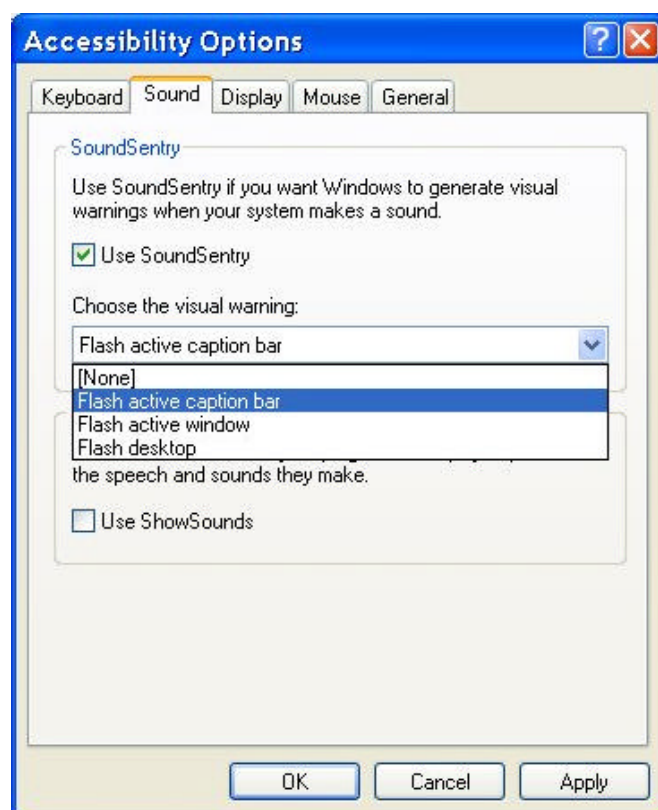 Accessibility Options
Keyboard Sound Display Mouse General
SoundSentry
Use SoundSentry if you want Windows to generate visual
warnings when your system makes a sound.
Use SoundSentry
Choose the visual warning:
Flash active caption bar
[None]
Flash active caption bar
Flash active window
Flash desktop
the speech and sounds they make.
Use ShowSounds
OK Cancel Apply